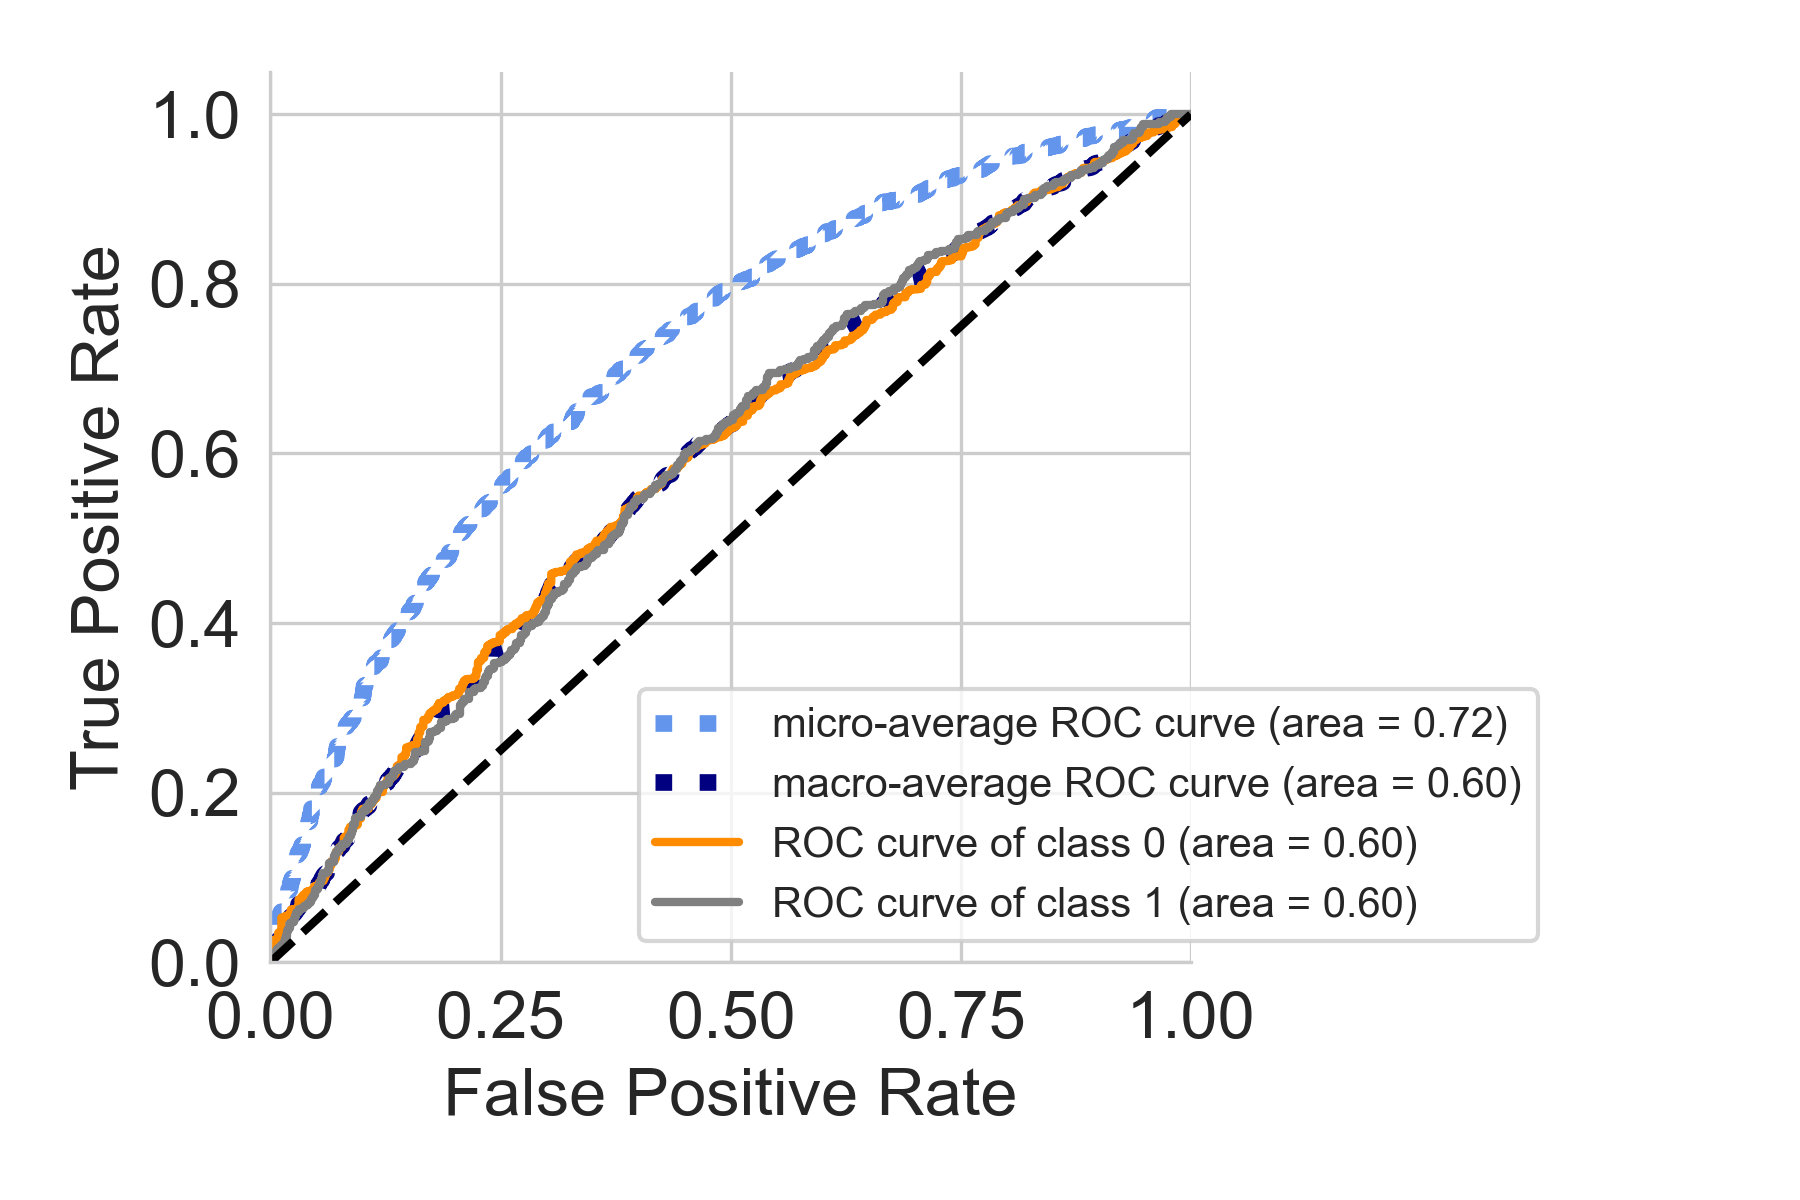 1.0
0.8
0.6
0.4
0.2
0.0
True Positive Rate
0.00 0.25 0.50 0.75 1.00
False Positive Rate
micro-average ROC curve (area = 0.72)
macro-average ROC curve (area = 0.60)
ROC curve of class 0 (area = 0.60)
ROC curve of class 1 (area = 0.60)